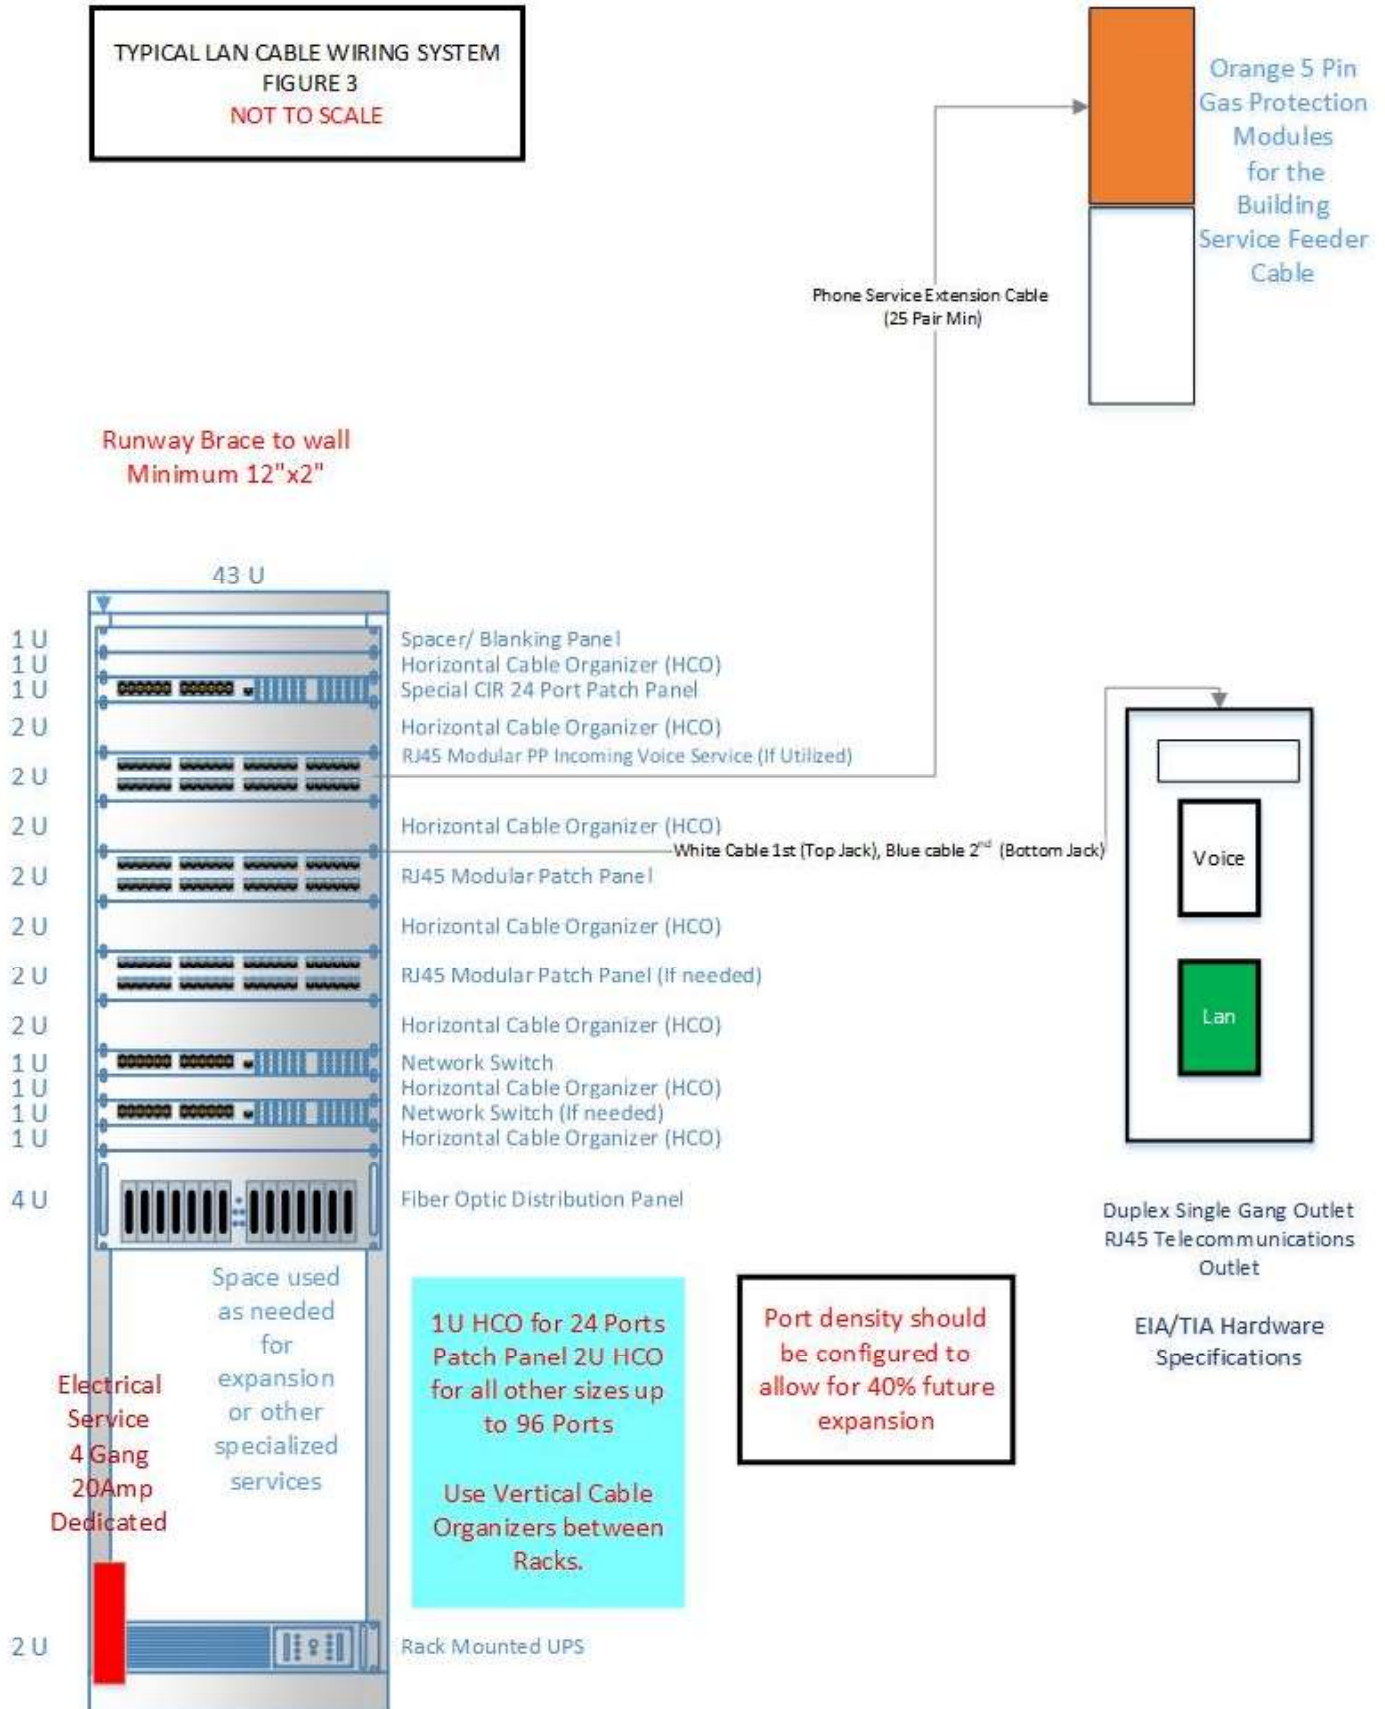 TYPICAL LAN CABLE WIRING SYSTEM
FIGURE 3
NOT TO SCALE
Orange 5 Pin
Gas Protection
Modules
for the
Building
Service Feeder
Cable
Phone Service Extension Cable
(25 Pair Min)
Runway Brace to wall
Minimum 12"x2"
43 U
1 U Spacer/ Blanking Panel
1 U Horizontal Cable Organizer (HCO)
1 U Special CIR 24 Port Patch Panel
2 U Horizontal Cable Organizer (HCO)
RJ45 Modular PP Incoming Voice Service (If Utilized)
2 U
2 U Horizontal Cable Organizer (HCO)
White Cable 1st (Top Jack), Blue cable 2nd (Bottom Jack)
2 U RJ45 Modular Patch Panel
2 U Horizontal Cable Organizer (HCO)
2 U RJ45 Modular Patch Panel (If needed)
2 U Horizontal Cable Organizer (HCO)
1 U Network Switch
1 U Horizontal Cable Organizer (HCO)
1 U Network Switch (If needed)
1 U Horizontal Cable Organizer (HCO)
4 U Fiber Optic Distribution Panel
Voice
Lan
Duplex Single Gang Outlet
RJ45 Telecommunications
Outlet
EIA/TIA Hardware
Specifications
Space used
as needed
for
expansion
or other
specialized
services
Electrical
Service
4 Gang
20Amp
Dedicated
1U HCO for 24 Ports
Patch Panel 2U HCO
for all other sizes up
to 96 Ports
Use Vertical Cable
Organizers between
Racks.
Port density should
be configured to
allow for 40% future
expansion
2 U Rack Mounted UPS